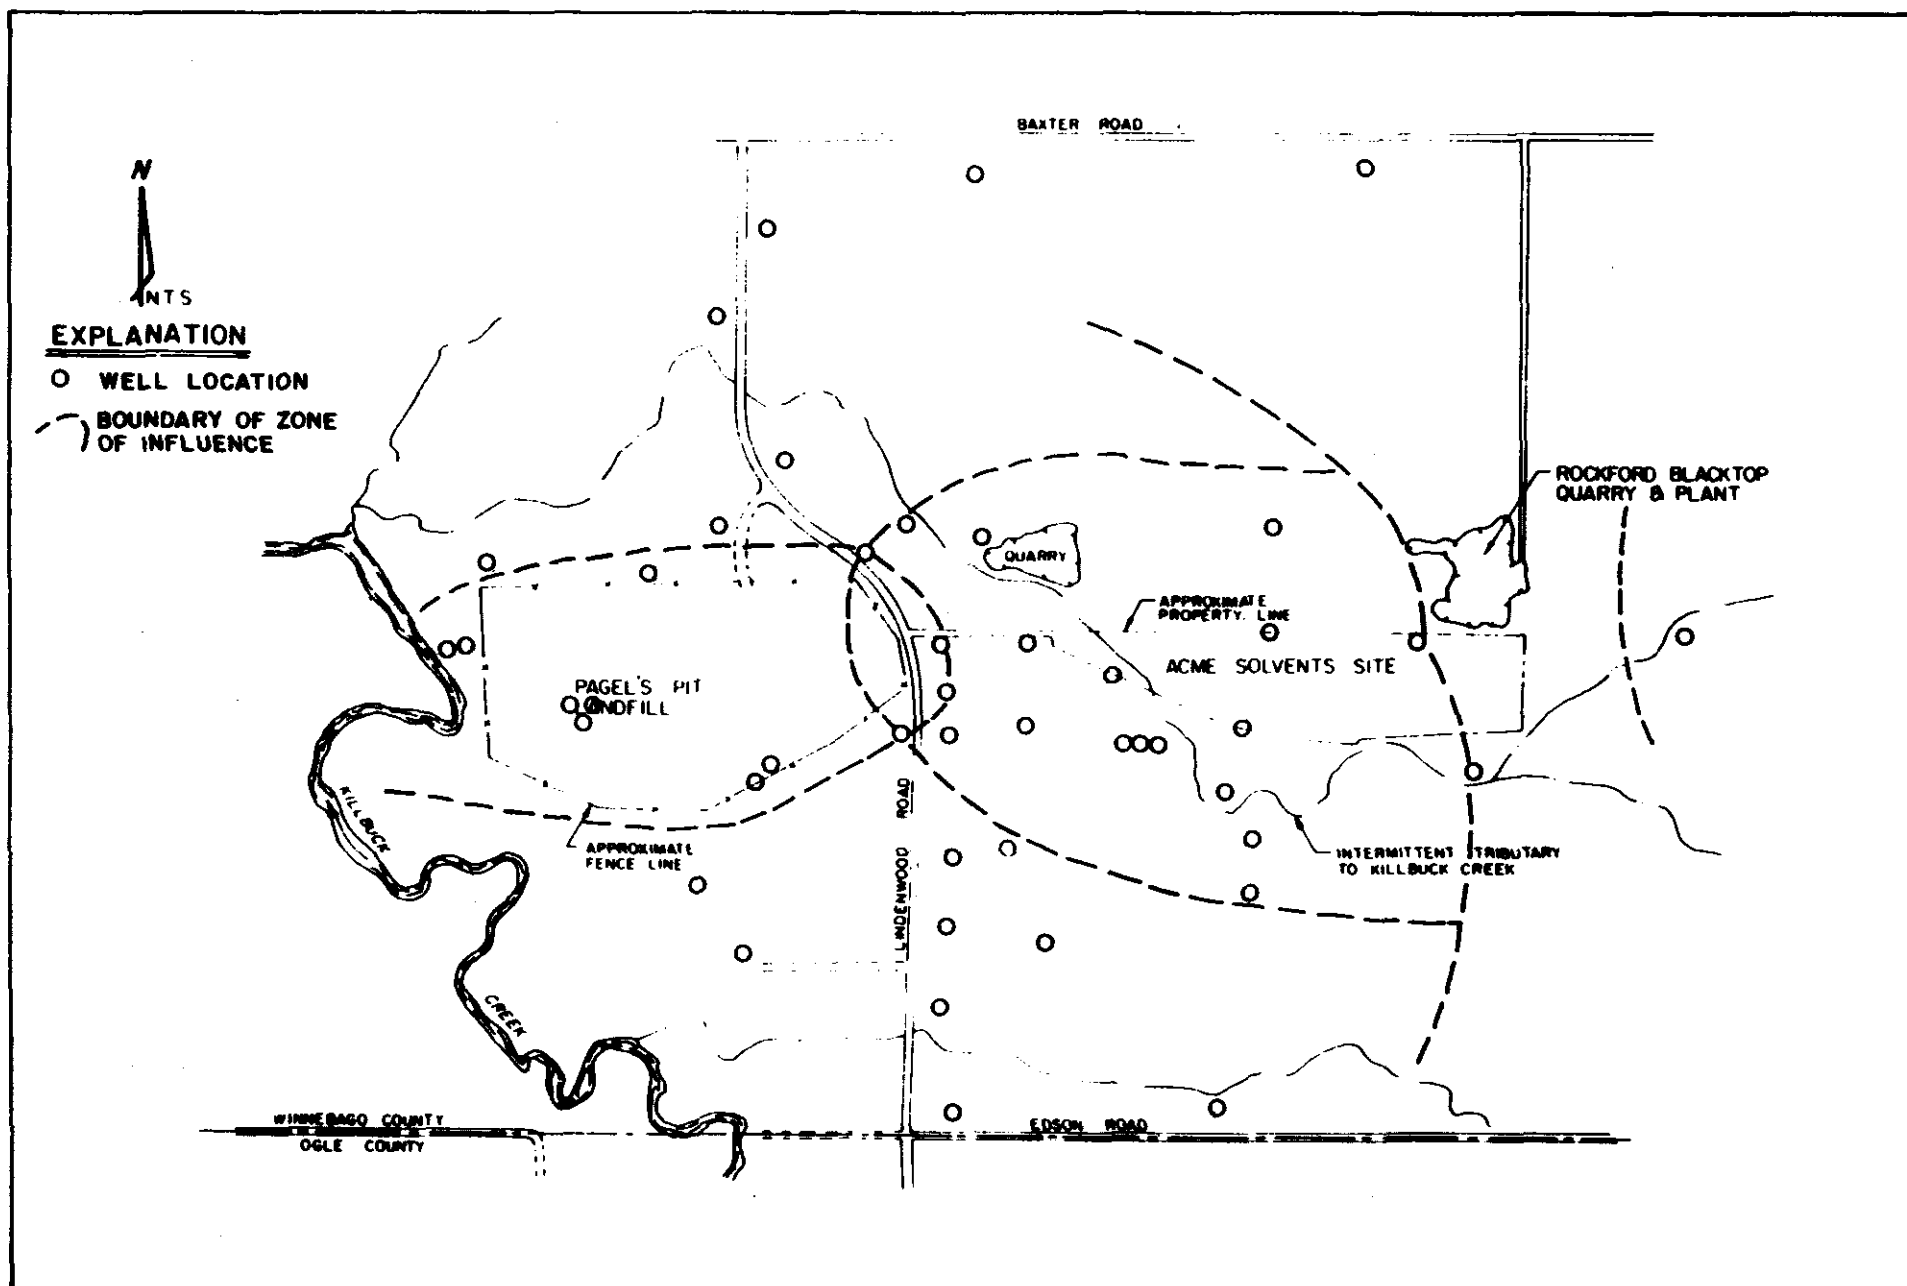 BAXTER ROAD
N
NTS
EXPLANATION
WELL LOCATION
BOUNDARY OF ZONE
OF INFLUENCE
ROCKFORD BLACKTOP
QUARRY & PLANT
QUARRY
APPROXIMATE
PROPERTY LINE
ACME SOLVENTS SITE
PAGEL'S PIT
LANDFILL
KILLBUCK
CREEK
APPROXIMATE
FENCE LINE
LINDENWOOD ROAD
INTERMITTENT TRIBUTARY
TO KILLBUCK CREEK
WINNEBAGO COUNTY
OGLE COUNTY
EDSON ROAD